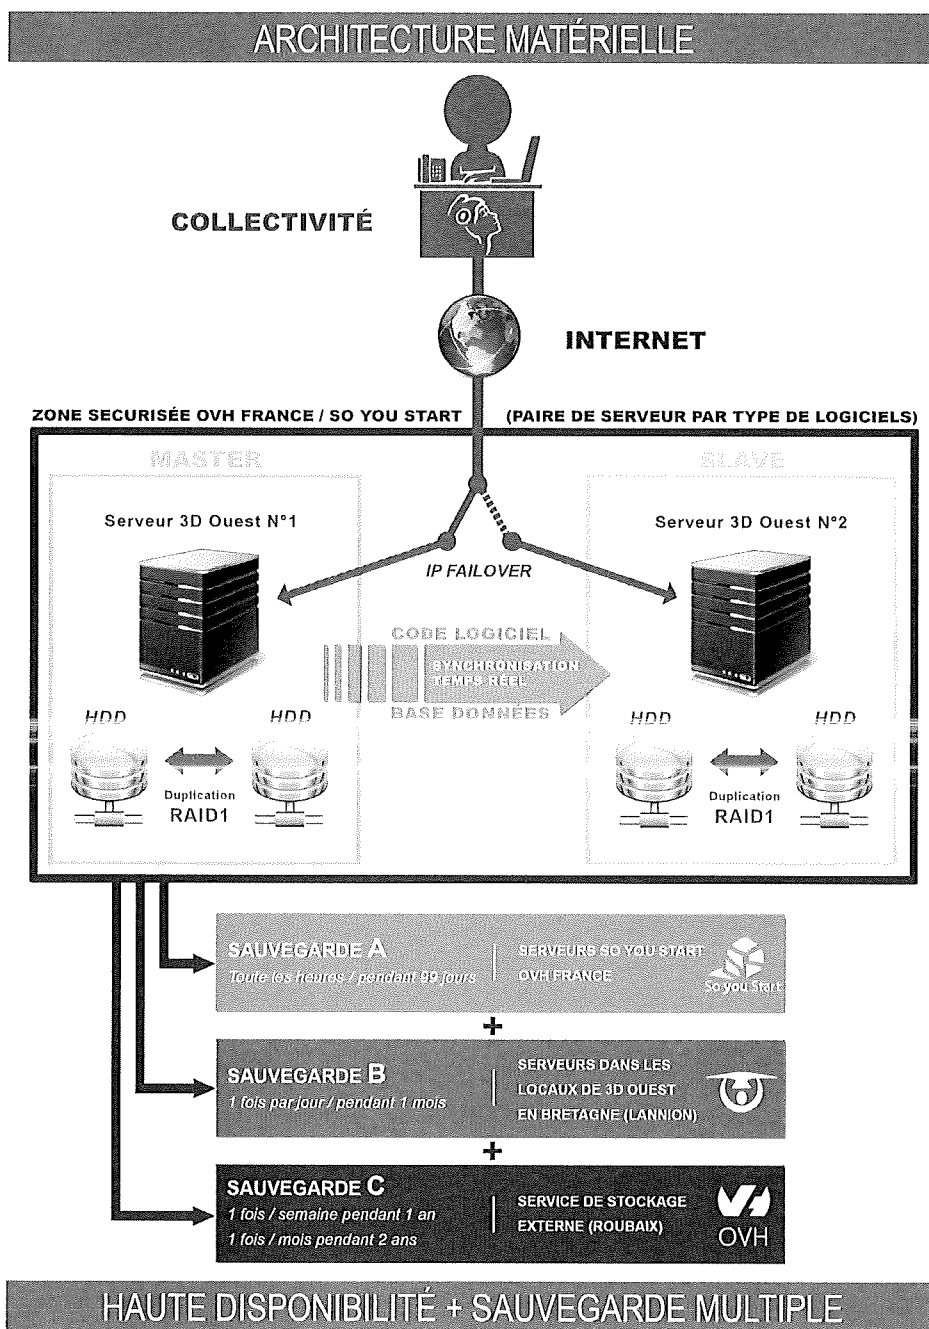 ARCHITECTURE MATÉRIELLE
COLLECTIVITÉ
INTERNET
ZONE SECURISÉE OVH FRANCE / SO YOU START (PAIRE DE SERVEUR PAR TYPE DE LOGICIELS)
MASTER
SLAVE
Serveur 3D Ouest N°1
Serveur 3D Ouest N°2
IP FAILOVER
CODE LOGICIEL
SYNCHRONISATION
TEMPS RÉEL
BASE DONNÉES
HDD
HDD
Duplication
RAID1
HDD
HDD
Duplication
RAID1
SAUVEGARDE A
Toute les heures / pendant 99 jours
SERVEURS SO YOU START
OVH FRANCE
So you Start
+
SAUVEGARDE B
1 fois par jour / pendant 1 mois
SERVEURS DANS LES
LOCAUX DE 3D OUEST
EN BRETAGNE (LANNION)
+
SAUVEGARDE C
1 fois / semaine pendant 1 an
1 fois / mois pendant 2 ans
SERVICE DE STOCKAGE
EXTERNE (ROUBAIX)
OVH
HAUTE DISPONIBILITÉ + SAUVEGARDE MULTIPLE